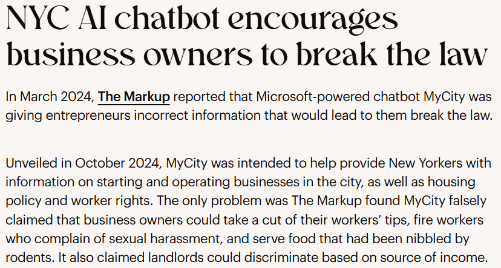 NYC AI chatbot encourages
business owners to break the law
In March 2024, The Markup reported that Microsoft-powered chatbot MyCity was
giving entrepreneurs incorrect information that would lead to them break the law.
Unveiled in October 2024, MyCity was intended to help provide New Yorkers with
information on starting and operating businesses in the city, as well as housing
policy and worker rights. The only problem was The Markup found MyCity falsely
claimed that business owners could take a cut of their workers’ tips, fire workers
who complain of sexual harassment, and serve food that had been nibbled by
rodents. It also claimed landlords could discriminate based on source of income.